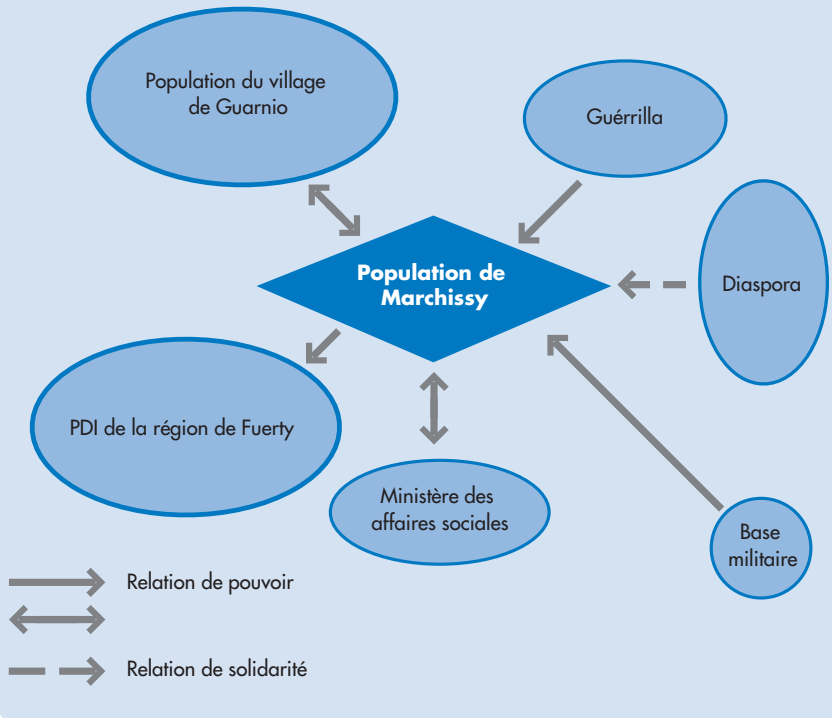 Population du village
de Guarnio
Guérrilla
Population de
Marchissy
Diaspora
PDI de la région de Fuerty
Ministère des
affaires sociales
Base
militaire
Relation de pouvoir
Relation de solidarité